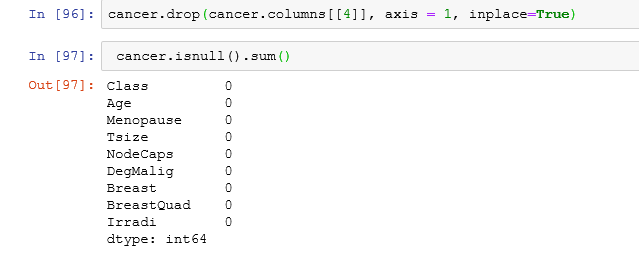 In [96]: cancer.drop(cancer.columns[[4]], axis = 1, inplace=True)
In [97]: cancer.isnull().sum()
Out[97]: Class 0
Age 0
Menopause 0
Tsize 0
NodeCaps 0
DegMalig 0
Breast 0
BreastQuad 0
Irradi 0
dtype: int64